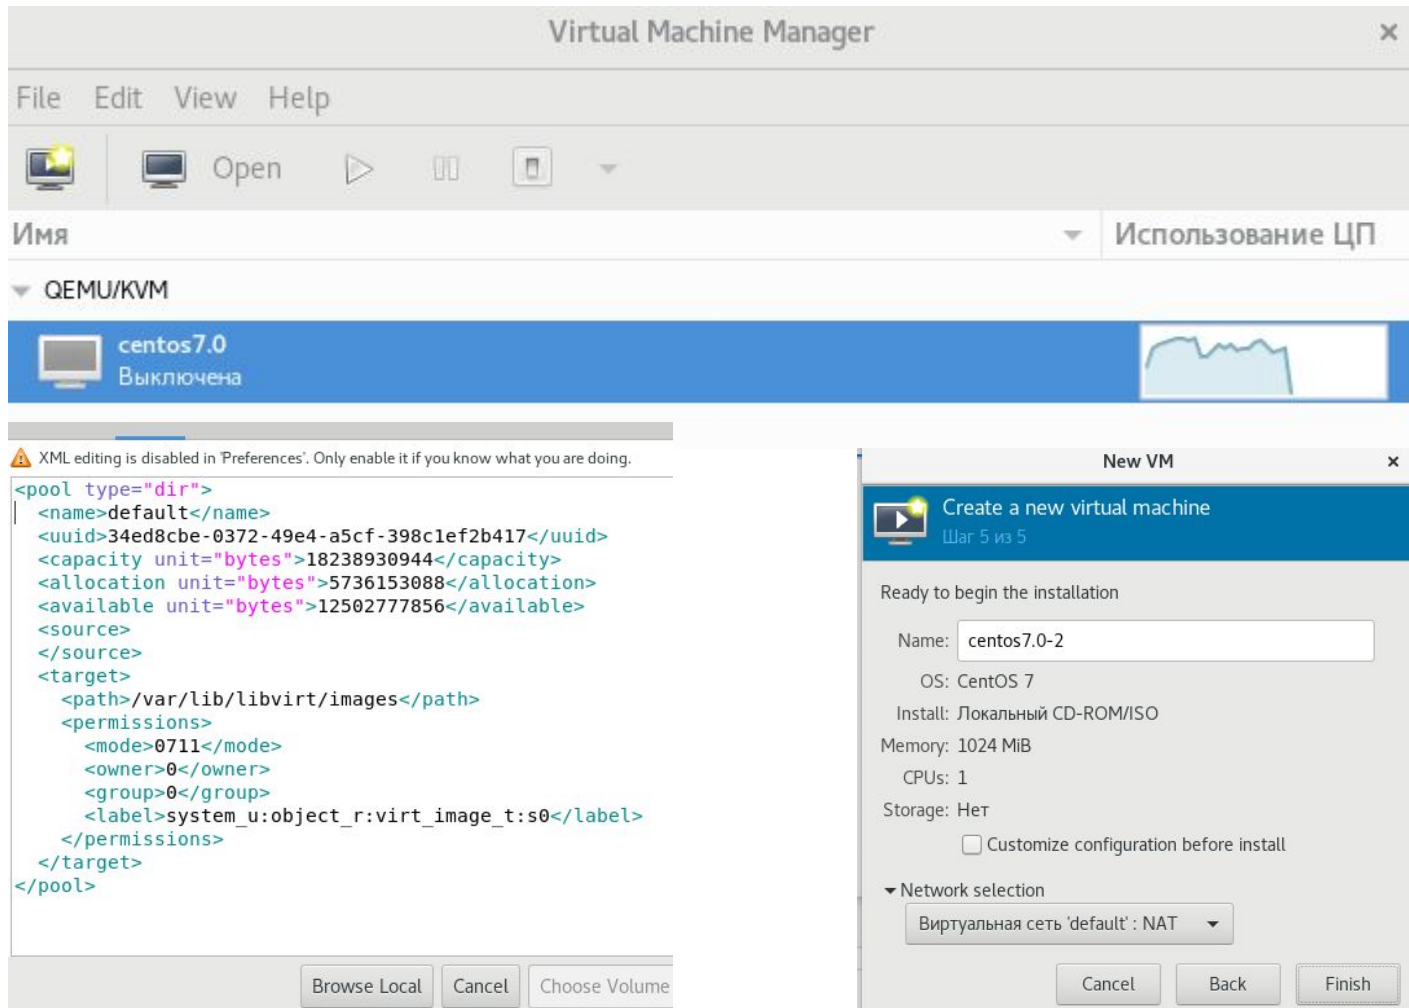 Virtual Machine Manager
File Edit View Help
Open
Имя Использование ЦП
QEMU/KVM
centos7.0
Выключена
XML editing is disabled in 'Preferences'. Only enable it if you know what you are doing.
<pool type="dir">
<name>default</name>
<uuid>34ed8cbe-0372-49e4-a5cf-398c1ef2b417</uuid>
<capacity unit="bytes">18238930944</capacity>
<allocation unit="bytes">5736153088</allocation>
<available unit="bytes">12502777856</available>
<source>
</source>
<target>
<path>/var/lib/libvirt/images</path>
<permissions>
<mode>0711</mode>
<owner>0</owner>
<group>0</group>
<label>system_u:object_r:virt_image_t:s0</label>
</permissions>
</target>
</pool>
Browse Local Cancel Choose Volume
New VM
Create a new virtual machine
Шаг 5 из 5
Ready to begin the installation
Name: centos7.0-2
OS: CentOS 7
Install: Локальный CD-ROM/ISO
Memory: 1024 MiB
CPUs: 1
Storage: Нет
Customize configuration before install
Network selection
Виртуальная сеть 'default' : NAT
Cancel Back Finish